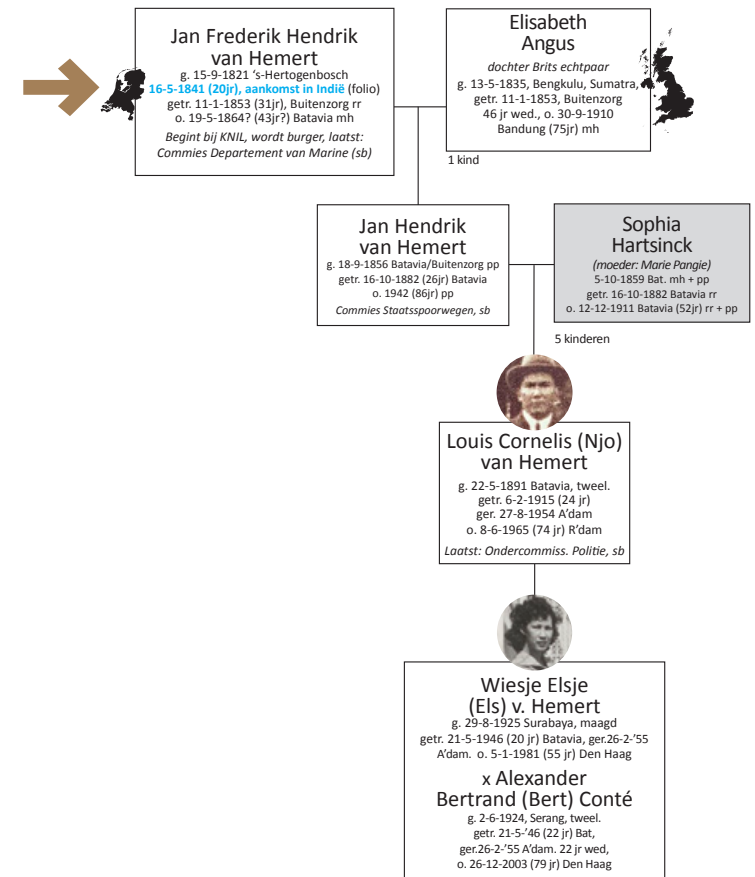 Jan Frederik Hendrik
van Hemert
g. 15-9-1821 ‘s-Hertogenbosch
16-5-1841 (20jr), aankomst in Indië (folio)
getr. 11-1-1853 (31jr), Buitenzorg rr
o. 19-5-1864? (43jr?) Batavia mh
Begint bij KNIL, wordt burger, laatst:
Commies Departement van Marine (sb)
Elisabeth
Angus
dochter Brits echtpaar
g. 13-5-1835, Bengkulu, Sumatra,
getr. 11-1-1853, Buitenzorg
46 jr wed., o. 30-9-1910
Bandung (75jr) mh
1 kind
Jan Hendrik
van Hemert
g. 18-9-1856 Batavia/Buitenzorg pp
getr. 16-10-1882 (26jr) Batavia
o. 1942 (86jr) pp
Commies Staatsspoorwegen, sb
Sophia
Hartsinck
(moeder: Marie Pangie)
5-10-1859 Bat. mh + pp
getr. 16-10-1882 Batavia rr
o. 12-12-1911 Batavia (52jr) rr + pp
5 kinderen
Louis Cornelis (Njo)
van Hemert
g. 22-5-1891 Batavia, tweel.
getr. 6-2-1915 (24 jr)
ger. 27-8-1954 A’dam
o. 8-6-1965 (74 jr) R’dam
Laatst: Ondercommiss. Politie, sb
Wiesje Elsje
(Els) v. Hemert
g. 29-8-1925 Surabaya, maagd
getr. 21-5-1946 (20 jr) Batavia, ger.26-2-’55
A’dam. o. 5-1-1981 (55 jr) Den Haag
x Alexander
Bertrand (Bert) Conté
g. 2-6-1924, Serang, tweel.
getr. 21-5-’46 (22 jr) Bat,
ger.26-2-’55 A’dam. 22 jr wed,
o. 26-12-2003 (79 jr) Den Haag